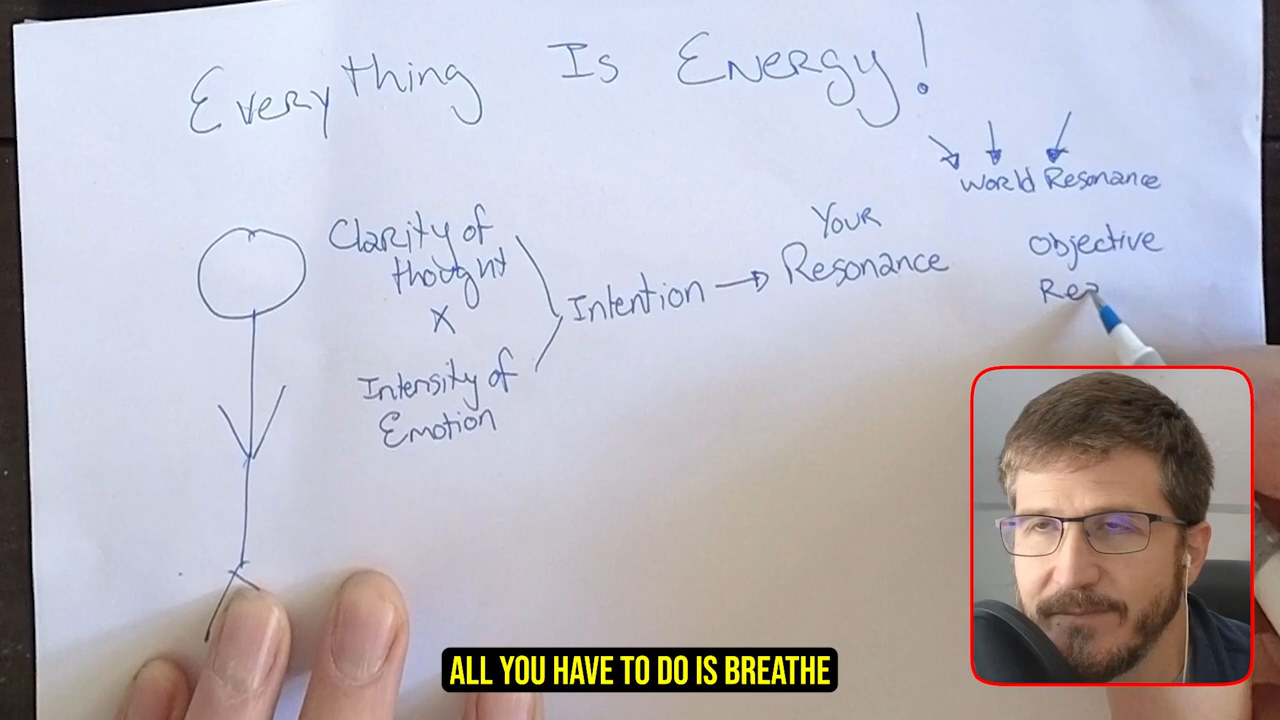 Everything Is Energy!
World Resonance
Clarity of
thought
X
Intensity of
Emotion
Intention
Your
Resonance
Objective
Res
ALL YOU HAVE TO DO IS BREATHE